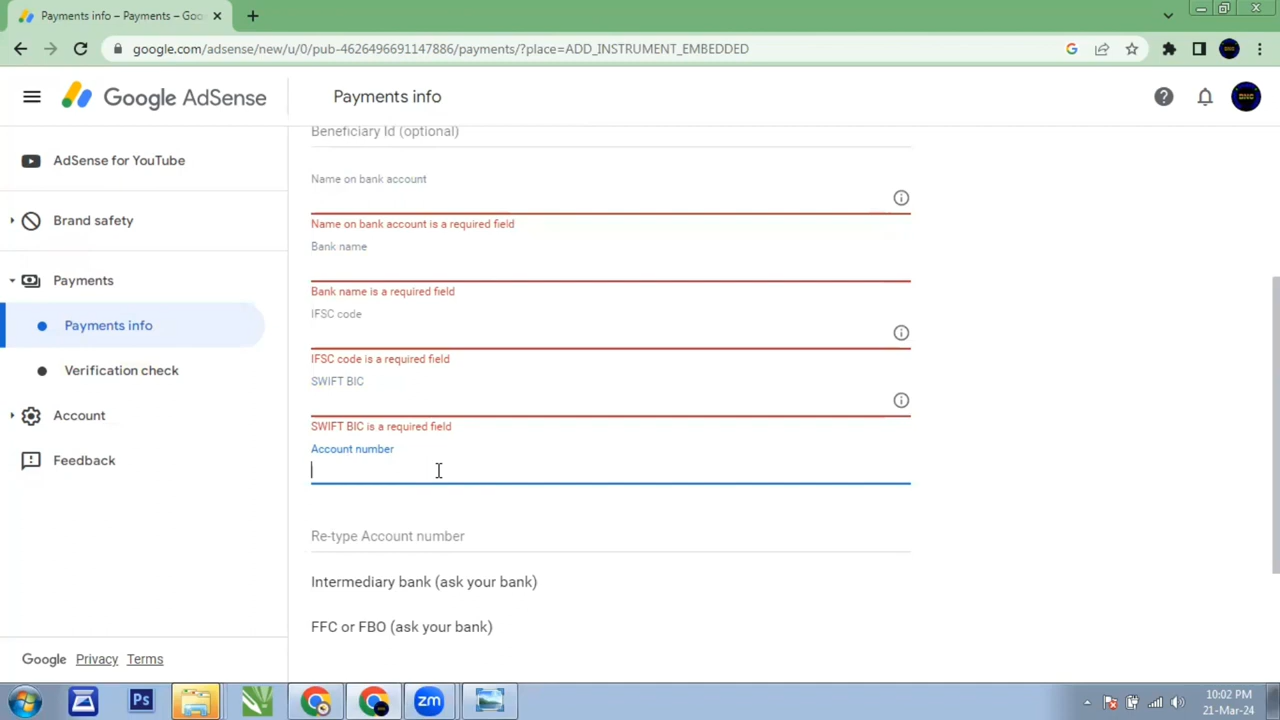 Payments info – Payments – Goo
google.com/adsense/new/u/0/pub-4626496691147886/payments/?place=ADD_INSTRUMENT_EMBEDDED
Google AdSense
Payments info
AdSense for YouTube
Brand safety
Payments
Payments info
Verification check
Account
Feedback
Google Privacy Terms
Beneficiary Id (optional)
Name on bank account
Name on bank account is a required field
Bank name
Bank name is a required field
IFSC code
IFSC code is a required field
SWIFT BIC
SWIFT BIC is a required field
Account number
Re-type Account number
Intermediary bank (ask your bank)
FFC or FBO (ask your bank)
Ps
zm
10:02 PM
21-Mar-24